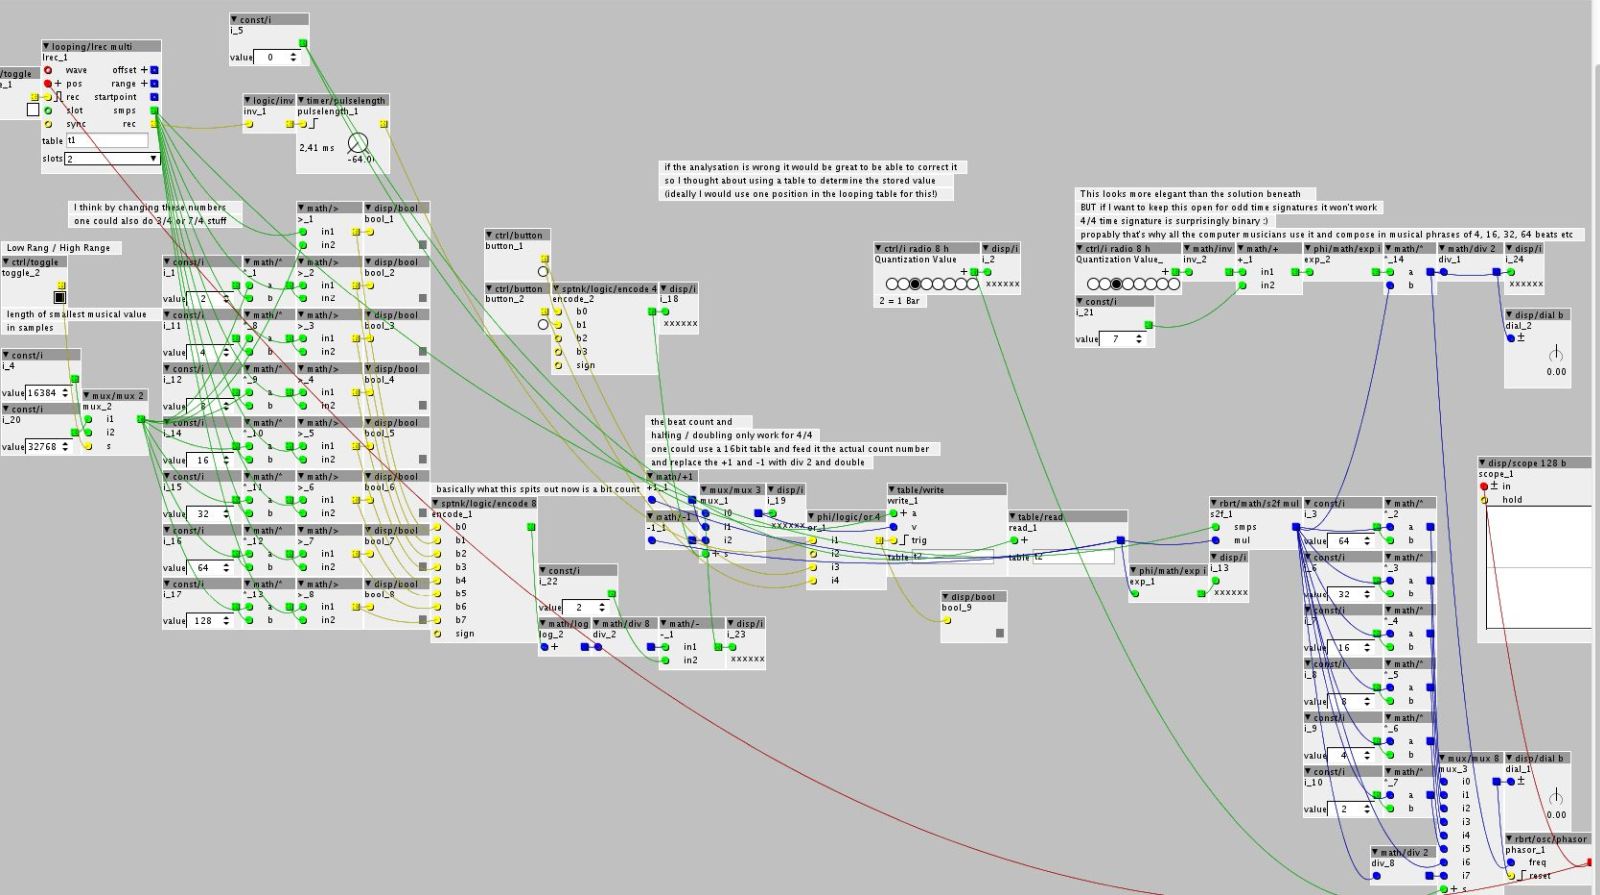 ▼ const/i
i_5
value 0
▼ looping/lrec multi
lrec_1
wave offset +
+ pos range +
rec startpoint
slot smps
sync rec
table t1
slots 2
/toggle
e_1
▼ logic/inv
inv_1
▼ timer/pulselength
pulselength_1
2,41 ms
-64.0
I think by changing these numbers
one could also do 3/4 or 7/4 stuff
Low Rang / High Range
▼ ctrl/toggle
toggle_2
length of smallest musical value
in samples
▼ const/i
i_4
value 16384
▼ const/i
i_20
value 32768
▼ mux/mux 2
mux_2
i1
i2
s
▼ const/i
i_1
value 2
▼ const/i
i_11
value 4
▼ const/i
i_12
value 8
▼ const/i
i_14
value 16
▼ const/i
i_15
value 32
▼ const/i
i_16
value 64
▼ const/i
i_17
value 128
▼ math/*
*_1
a
b
▼ math/*
*_8
a
b
▼ math/*
*_9
a
b
▼ math/*
*_10
a
b
▼ math/*
*_11
a
b
▼ math/*
*_12
a
b
▼ math/*
*_13
a
b
▼ math/>
>_1
in1
in2
▼ math/>
>_2
in1
in2
▼ math/>
>_3
in1
in2
▼ math/>
>_4
in1
in2
▼ math/>
>_5
in1
in2
▼ math/>
>_6
in1
in2
▼ math/>
>_7
in1
in2
▼ math/>
>_8
in1
in2
▼ disp/bool
bool_1
▼ disp/bool
bool_2
▼ disp/bool
bool_3
▼ disp/bool
bool_4
▼ disp/bool
bool_5
▼ disp/bool
bool_6
▼ disp/bool
bool_7
▼ disp/bool
bool_8
▼ ctrl/button
button_1
▼ ctrl/button
button_2
▼ sptnk/logic/encode 4
encode_2
b0
b1
b2
b3
sign
▼ disp/i
i_18
xxxxxx
if the analysation is wrong it would be great to be able to correct it
so I thought about using a table to determine the stored value
(ideally I would use one position in the looping table for this!)
the beat count and
halfing / doubling only work for 4/4
one could use a 16bit table and feed it the actual count number
and replace the +1 and -1 with div 2 and double
basically what this spits out now is a bit count
▼ sptnk/logic/encode 8
encode_1
b0
b1
b2
b3
b4
b5
b6
b7
sign
▼ const/i
i_22
value 2
▼ math/log
log_2
+
▼ math/div 8
div_2
▼ math/-
-_1
in1
in2
▼ disp/i
i_23
xxxxxx
▼ math/+1
+1_1
▼ math/-1
-1_1
▼ mux/mux 3
mux_1
i0
i1
i2
+ s
▼ disp/i
i_19
xxxxxx
▼ phi/logic/or 4
or_1
i1
i2
i3
i4
▼ table/write
write_1
+ a
v
trig
table t2
▼ table/read
read_1
+
table t2
▼ disp/bool
bool_9
▼ phi/math/exp i
exp_1
▼ disp/i
i_13
xxxxxx
▼ ctrl/i radio 8 h
Quantization Value
+
2 = 1 Bar
▼ disp/i
i_2
xxxxxx
This looks more elegant than the solution beneath
BUT if I want to keep this open for odd time signatures it won't work
4/4 time signature is surprisingly binary :)
propably that's why all the computer musicians use it and compose in musical phrases of 4, 16, 32, 64 beats etc
▼ ctrl/i radio 8 h
Quantization Value_
+
▼ const/i
i_21
value 7
▼ math/inv
inv_2
▼ math/+
+_1
in1
in2
▼ phi/math/exp i
exp_2
▼ math/*
*_14
a
b
▼ math/div 2
div_1
▼ disp/i
i_24
xxxxxx
▼ disp/dial b
dial_2
±
0.00
▼ disp/scope 128 b
scope_1
± in
hold
▼ rbrt/math/s2f mul
s2f_1
smps
mul
▼ const/i
i_3
value 64
▼ const/i
i_6
value 32
▼ const/i
i_7
value 16
▼ const/i
i_8
value 8
▼ const/i
i_9
value 4
▼ const/i
i_10
value 2
▼ math/*
*_2
a
b
▼ math/*
*_3
a
b
▼ math/*
*_4
a
b
▼ math/*
*_5
a
b
▼ math/*
*_6
a
b
▼ math/*
*_7
a
b
▼ math/div 2
div_8
▼ mux/mux 8
mux_3
i0
i1
i2
i3
i4
i5
i6
i7
+ s
▼ disp/dial b
dial_1
±
0.00
▼ rbrt/osc/phasor
phasor_1
freq
reset